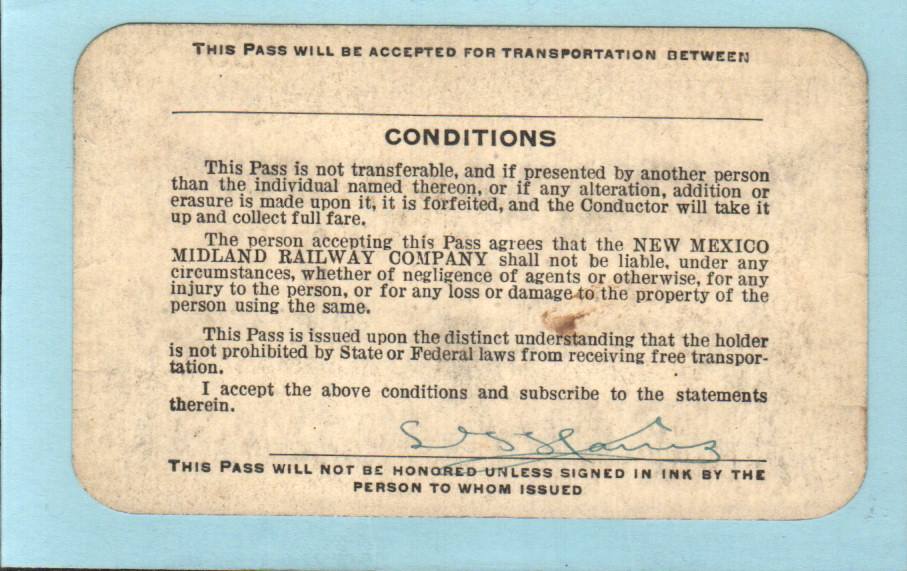 THIS PASS WILL BE ACCEPTED FOR TRANSPORTATION BETWEEN
CONDITIONS
This Pass is not transferable, and if presented by another person
than the individual named thereon, or if any alteration, addition or
erasure is made upon it, it is forfeited, and the Conductor will take it
up and collect full fare.
The person accepting this Pass agrees that the NEW MEXICO
MIDLAND RAILWAY COMPANY shall not be liable, under any
circumstances, whether of negligence of agents or otherwise, for any
injury to the person, or for any loss or damage to the property of the
person using the same.
This Pass is issued upon the distinct understanding that the holder
is not prohibited by State or Federal laws from receiving free transpor-
tation.
I accept the above conditions and subscribe to the statements
therein.
THIS PASS WILL NOT BE HONORED UNLESS SIGNED IN INK BY THE
PERSON TO WHOM ISSUED